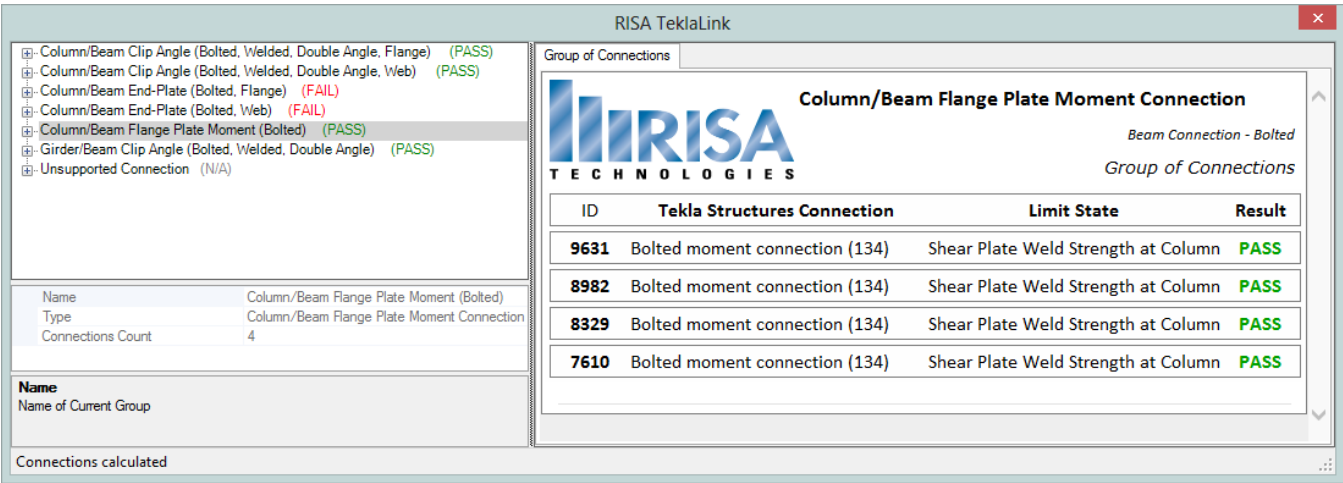 RISA TeklaLink
Column/Beam Clip Angle (Bolted, Welded, Double Angle, Flange) (PASS)
Column/Beam Clip Angle (Bolted, Welded, Double Angle, Web) (PASS)
Column/Beam End-Plate (Bolted, Flange) (FAIL)
Column/Beam End-Plate (Bolted, Web) (FAIL)
Column/Beam Flange Plate Moment (Bolted) (PASS)
Girder/Beam Clip Angle (Bolted, Welded, Double Angle) (PASS)
Unsupported Connection (N/A)
Name Column/Beam Flange Plate Moment (Bolted)
Type Column/Beam Flange Plate Moment Connection
Connections Count 4
Name
Name of Current Group
Group of Connections
RISA
TECHNOLOGIES
Column/Beam Flange Plate Moment Connection
Beam Connection - Bolted
Group of Connections
ID Tekla Structures Connection Limit State Result
9631 Bolted moment connection (134) Shear Plate Weld Strength at Column PASS
8982 Bolted moment connection (134) Shear Plate Weld Strength at Column PASS
8329 Bolted moment connection (134) Shear Plate Weld Strength at Column PASS
7610 Bolted moment connection (134) Shear Plate Weld Strength at Column PASS
Connections calculated